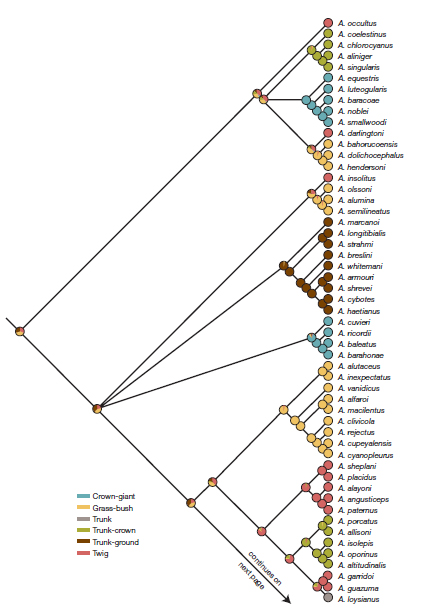 A. occultus
A. coelestinus
A. chlorocyanus
A. aliniger
A. singularis
A. equestris
A. luteogularis
A. baracoae
A. noblei
A. smallwoodi
A. darlingtoni
A. bahorucoensis
A. dolichocephalus
A. hendersoni
A. insolitus
A. olssoni
A. alumina
A. semilineatus
A. marcanoi
A. longitibialis
A. strahmi
A. breslini
A. whitemani
A. armouri
A. shrevei
A. cybotes
A. haetianus
A. cuvieri
A. ricordii
A. baleatus
A. barahonae
A. alutaceus
A. inexpectatus
A. vanidicus
A. alfaroi
A. macilentus
A. clivicola
A. rejectus
A. cupeyalensis
A. cyanopleurus
A. sheplani
A. placidus
A. alayoni
A. angusticeps
A. paternus
A. porcatus
A. allisoni
A. isolepis
A. oporinus
A. altitudinalis
A. garridoi
A. guazuma
A. loysianus
Crown-giant
Grass-bush
Trunk
Trunk-crown
Trunk-ground
Twig
continues on
next page